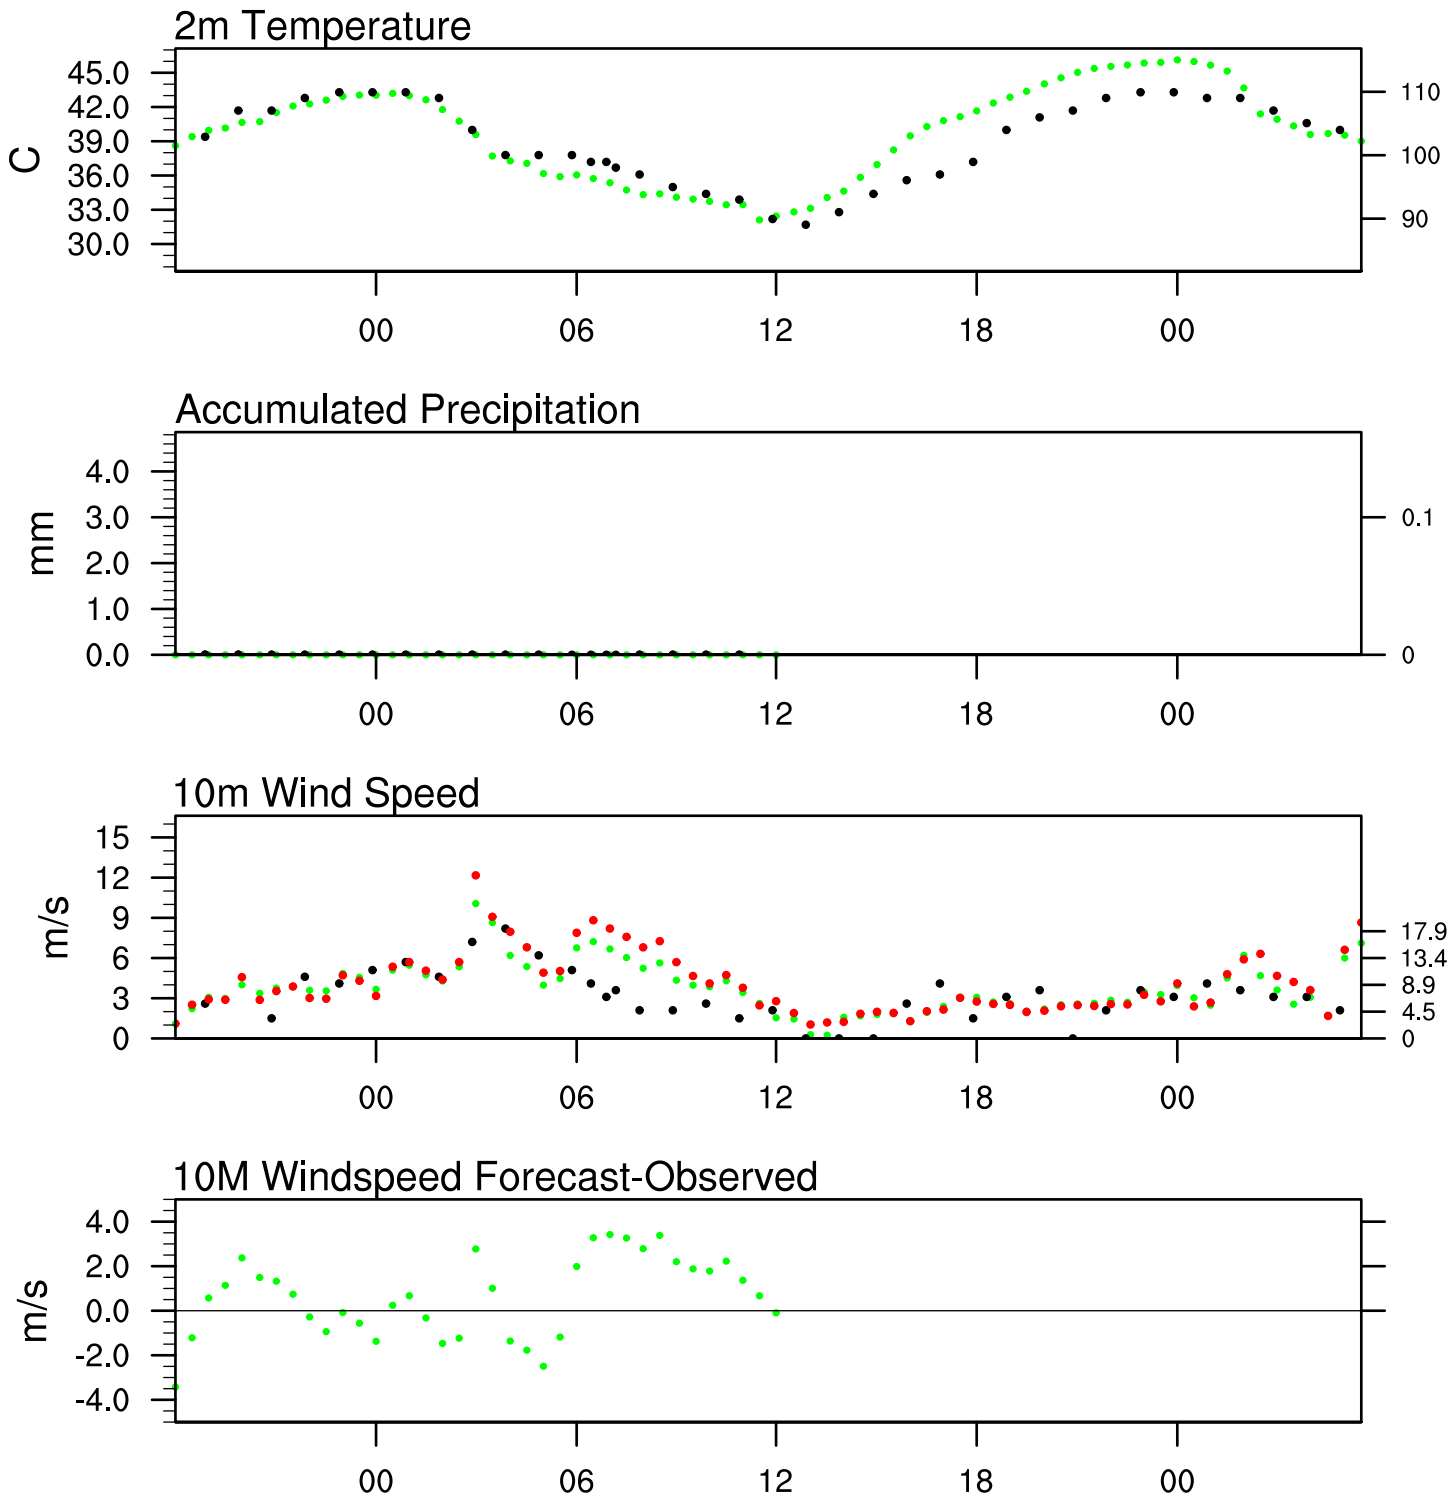 2m Temperature
C
45.0
42.0
39.0
36.0
33.0
30.0
110
100
90
00 06 12 18 00
Accumulated Precipitation
mm
4.0
3.0
2.0
1.0
0.0
0.1
0
00 06 12 18 00
10m Wind Speed
m/s
15
12
9
6
3
0
17.9
13.4
8.9
4.5
0
00 06 12 18 00
10M Windspeed Forecast-Observed
m/s
4.0
2.0
0.0
-2.0
-4.0
00 06 12 18 00